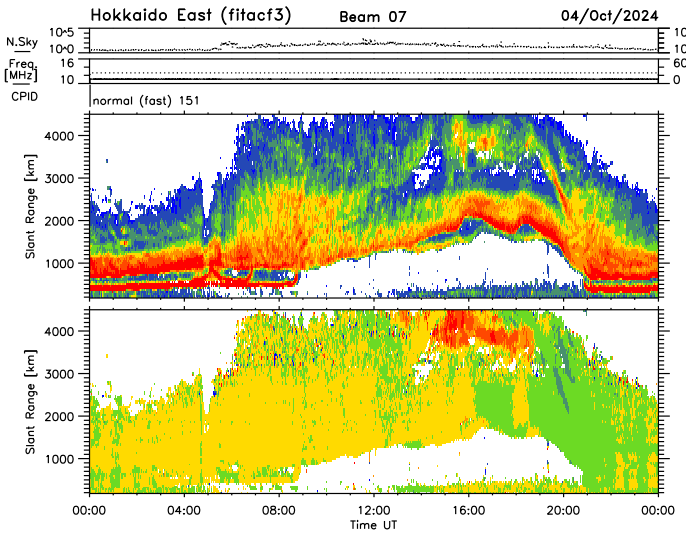 Hokkaido East (fitacf3) Beam 07 04/Oct/2024
N.Sky 10^5 10^0 10 10
Freq. [MHz] 16 10 60 0
CPID normal (fast) 151
Slant Range [km] 4000 3000 2000 1000
Slant Range [km] 4000 3000 2000 1000
00:00 04:00 08:00 12:00 16:00 20:00 00:00
Time UT